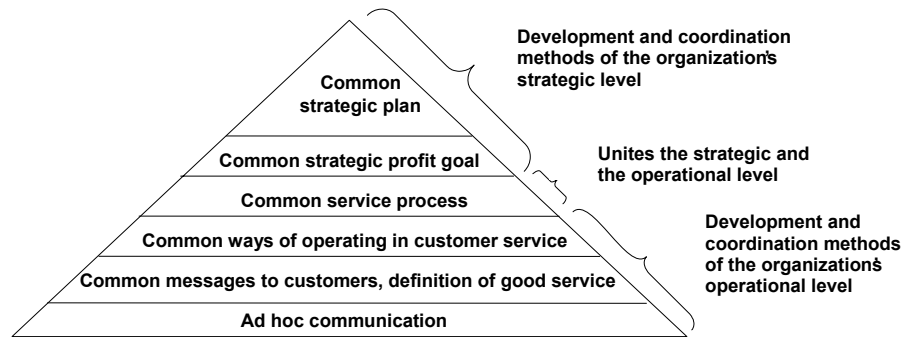 Common
strategic plan
Common strategic profit goal
Common service process
Common ways of operating in customer service
Common messages to customers, definition of good service
Ad hoc communication
Development and coordination
methods of the organization's
strategic level
Unites the strategic and
the operational level
Development and
coordination methods
of the organization's
operational level